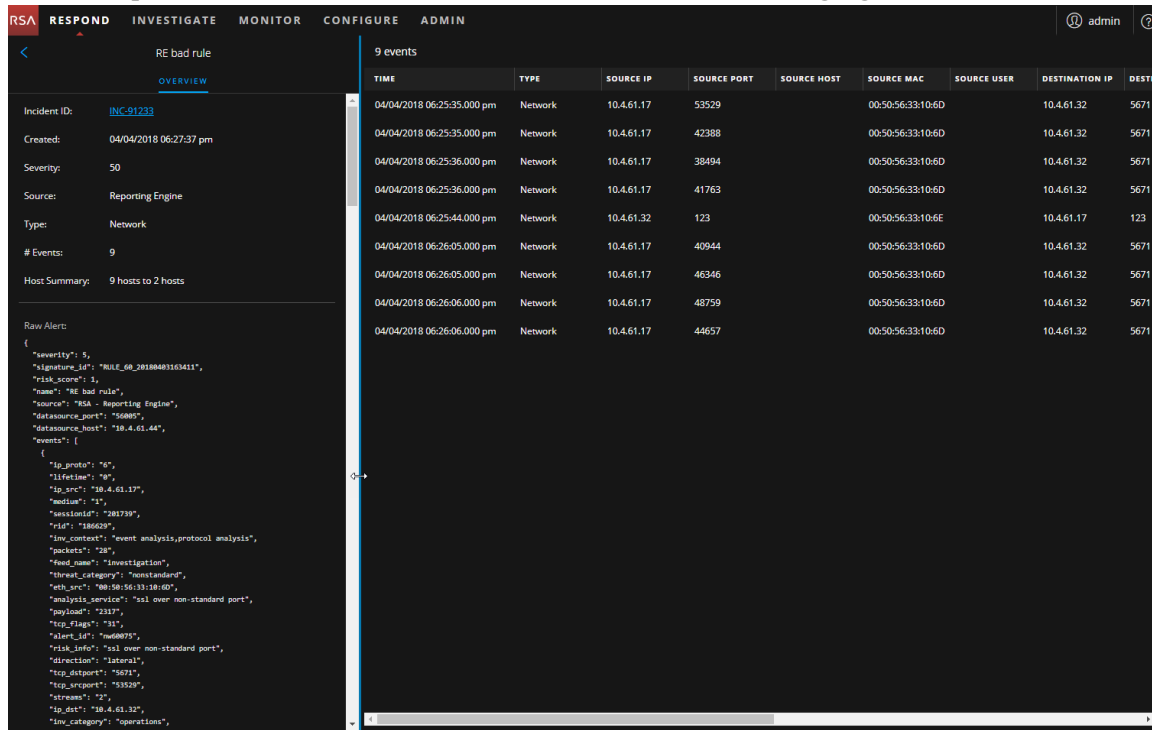 RSA RESPOND INVESTIGATE MONITOR CONFIGURE ADMIN admin
RE bad rule
OVERVIEW
Incident ID: INC-91233
Created: 04/04/2018 06:27:37 pm
Severity: 50
Source: Reporting Engine
Type: Network
# Events: 9
Host Summary: 9 hosts to 2 hosts
Raw Alert:
{
"severity": 5,
"signature_id": "RULE_60_20180403163411",
"risk_score": 1,
"name": "RE bad rule",
"source": "RSA - Reporting Engine",
"datasource_port": "56005",
"datasource_host": "10.4.61.44",
"events": [
{
"ip_proto": "6",
"lifetime": "0",
"ip_src": "10.4.61.17",
"medium": "1",
"sessionid": "201739",
"rid": "186629",
"inv_context": "event analysis,protocol analysis",
"packets": "28",
"feed_name": "investigation",
"threat_category": "nonstandard",
"eth_src": "00:50:56:33:10:6D",
"analysis_service": "ssl over non-standard port",
"payload": "2317",
"tcp_flags": "31",
"alert_id": "nw60075",
"risk_info": "ssl over non-standard port",
"direction": "lateral",
"tcp_dstport": "5671",
"tcp_srcport": "53529",
"streams": "2",
"ip_dst": "10.4.61.32",
"inv_category": "operations",
9 events
TIME TYPE SOURCE IP SOURCE PORT SOURCE HOST SOURCE MAC SOURCE USER DESTINATION IP DESTI
04/04/2018 06:25:35.000 pm Network 10.4.61.17 53529 00:50:56:33:10:6D 10.4.61.32 5671
04/04/2018 06:25:35.000 pm Network 10.4.61.17 42388 00:50:56:33:10:6D 10.4.61.32 5671
04/04/2018 06:25:36.000 pm Network 10.4.61.17 38494 00:50:56:33:10:6D 10.4.61.32 5671
04/04/2018 06:25:36.000 pm Network 10.4.61.17 41763 00:50:56:33:10:6D 10.4.61.32 5671
04/04/2018 06:25:44.000 pm Network 10.4.61.32 123 00:50:56:33:10:6E 10.4.61.17 123
04/04/2018 06:26:05.000 pm Network 10.4.61.17 40944 00:50:56:33:10:6D 10.4.61.32 5671
04/04/2018 06:26:05.000 pm Network 10.4.61.17 46346 00:50:56:33:10:6D 10.4.61.32 5671
04/04/2018 06:26:06.000 pm Network 10.4.61.17 48759 00:50:56:33:10:6D 10.4.61.32 5671
04/04/2018 06:26:06.000 pm Network 10.4.61.17 44657 00:50:56:33:10:6D 10.4.61.32 5671